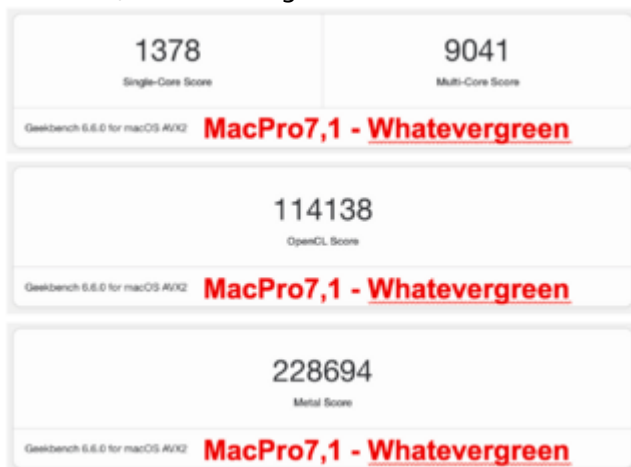 1378 9041
Single-Core Score Multi-Core Score
Geekbench 6.6.0 for macOS AVX2 MacPro7,1 - Whatevergreen
114138
OpenCL Score
Geekbench 6.6.0 for macOS AVX2 MacPro7,1 - Whatevergreen
228694
Metal Score
Geekbench 6.6.0 for macOS AVX2 MacPro7,1 - Whatevergreen